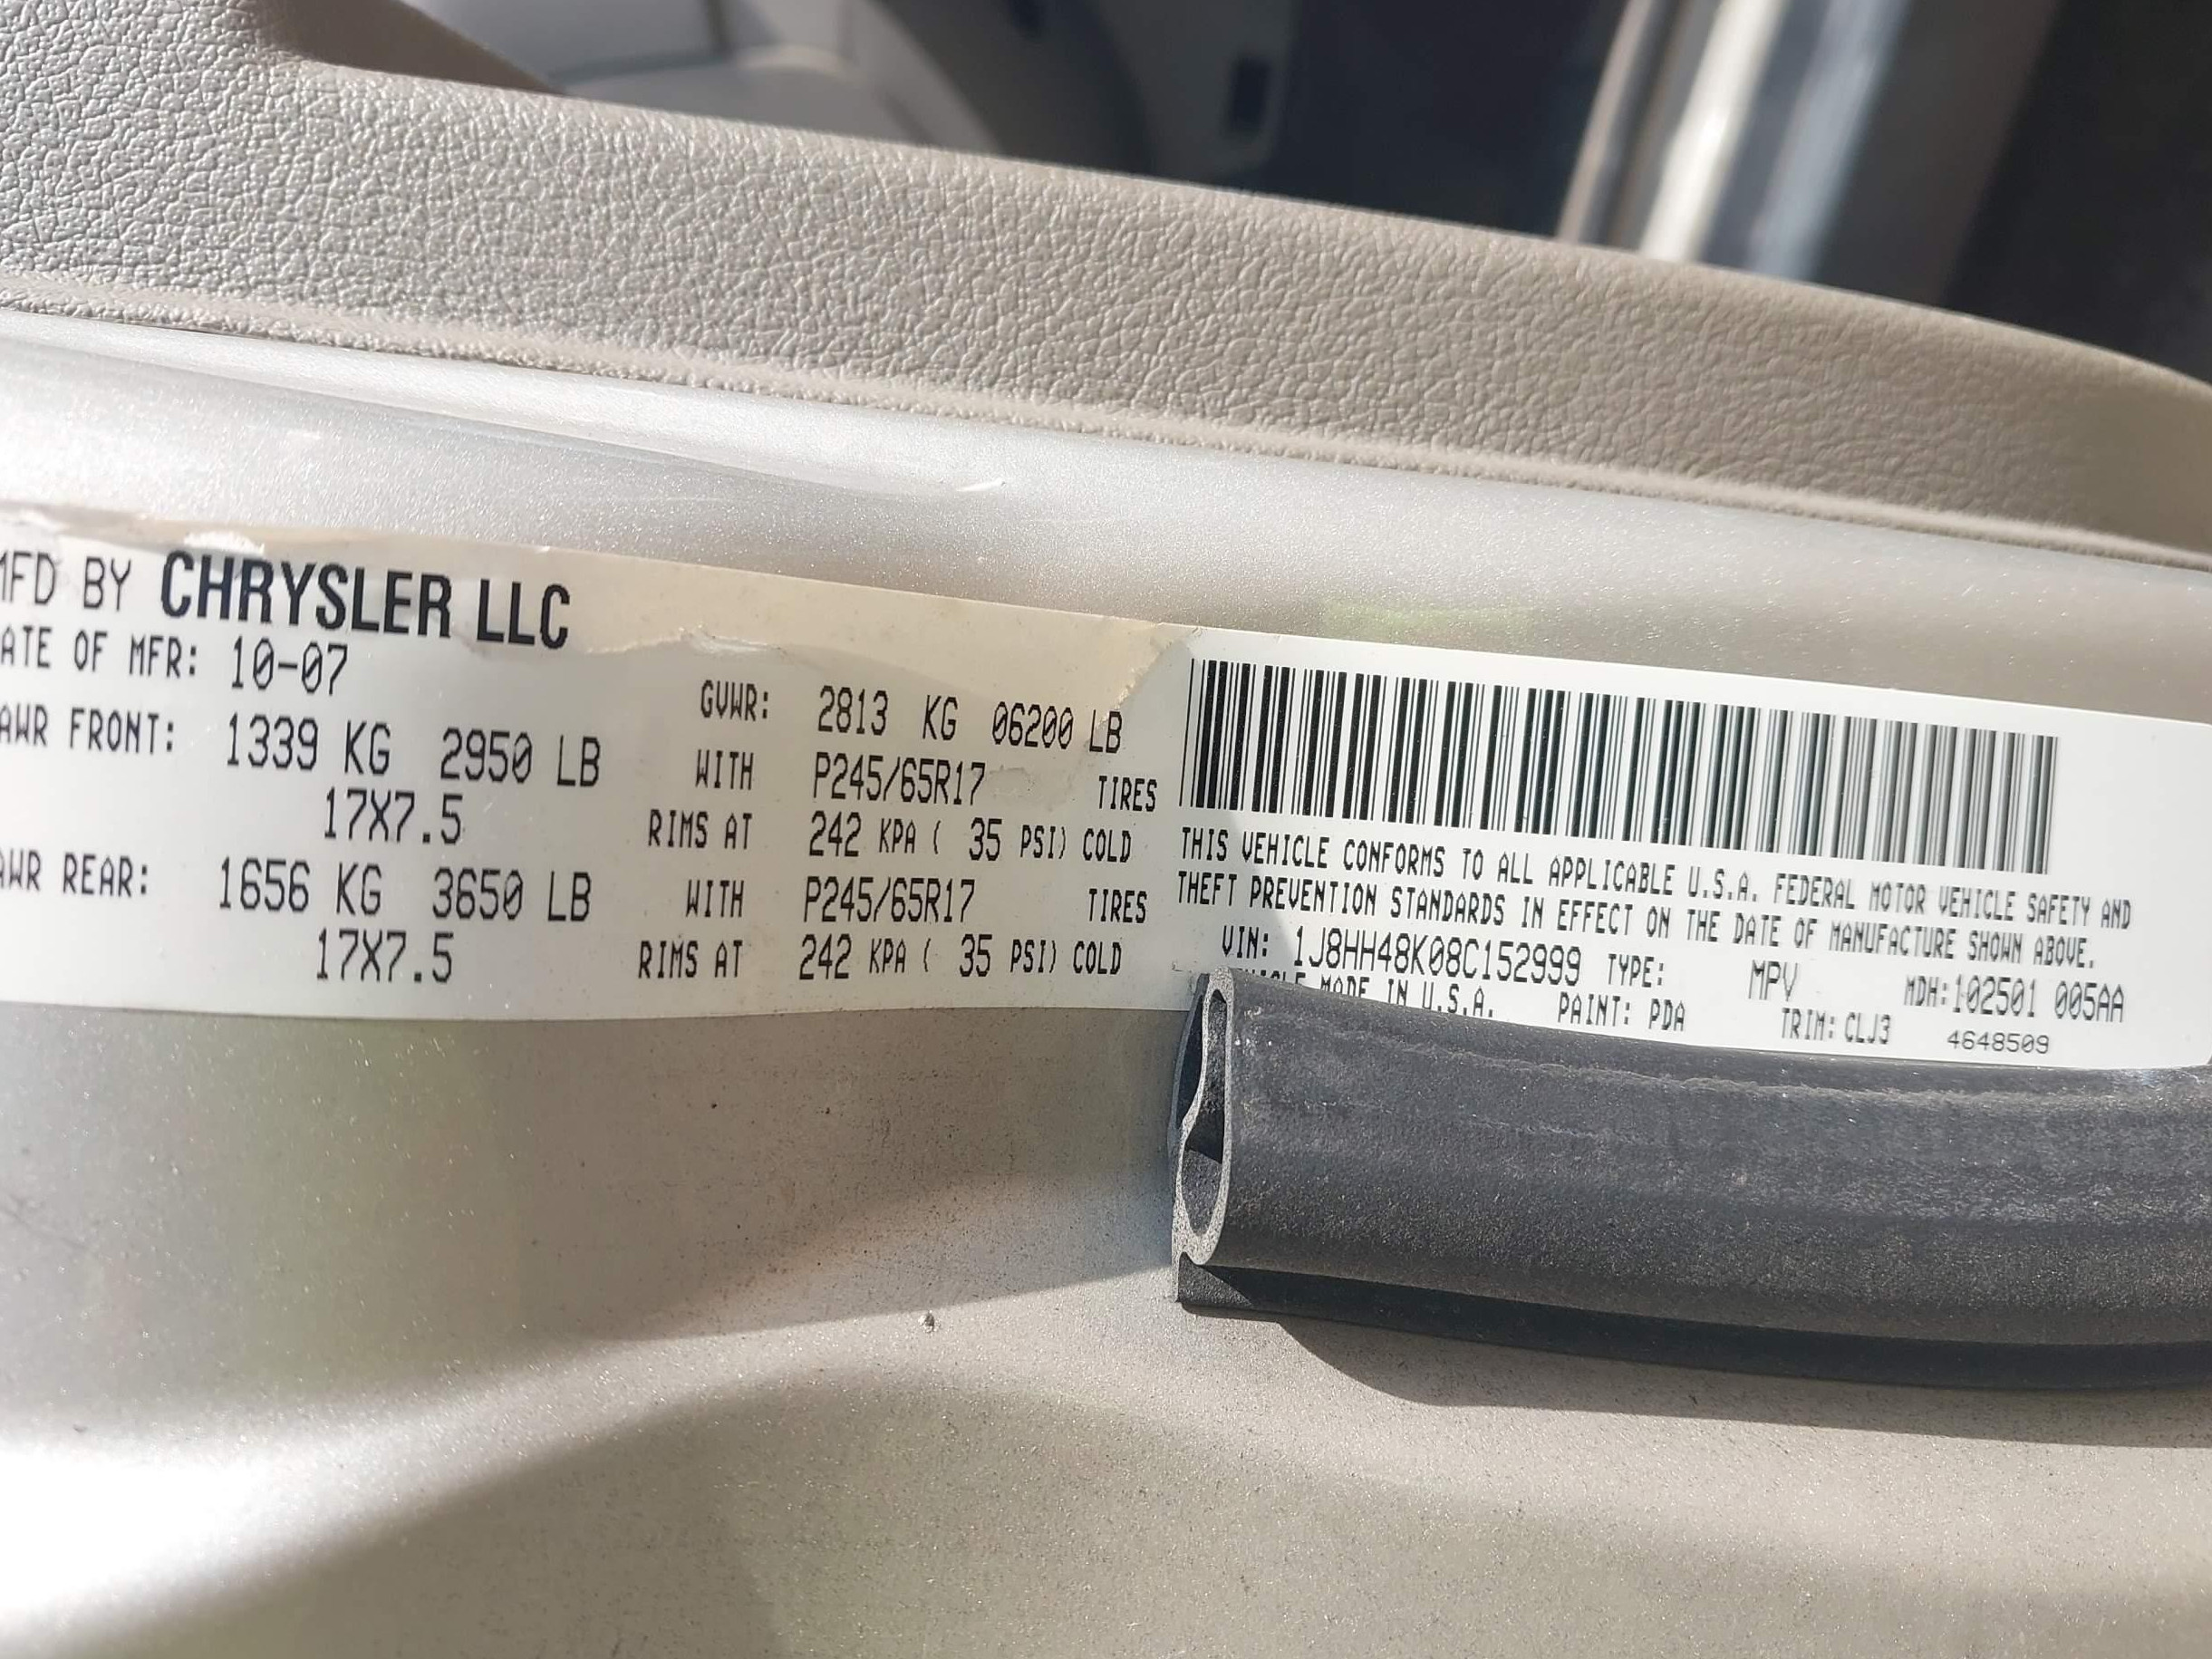 MFD BY CHRYSLER LLC
ATE OF MFR: 10-07
GVWR: 2813 KG 06200 LB
AWR FRONT: 1339 KG 2950 LB WITH P245/65R17 TIRES
17X7.5 RIMS AT 242 KPA ( 35 PSI) COLD
AWR REAR: 1656 KG 3650 LB WITH P245/65R17 TIRES
17X7.5 RIMS AT 242 KPA ( 35 PSI) COLD
THIS VEHICLE CONFORMS TO ALL APPLICABLE U.S.A. FEDERAL MOTOR VEHICLE SAFETY AND
THEFT PREVENTION STANDARDS IN EFFECT ON THE DATE OF MANUFACTURE SHOWN ABOVE.
VIN: 1J8HH48K08C152999 TYPE: MPV MDH:102501 005AA
VEHICLE MADE IN U.S.A. PAINT: PDA TRIM: CLJ3 4648509